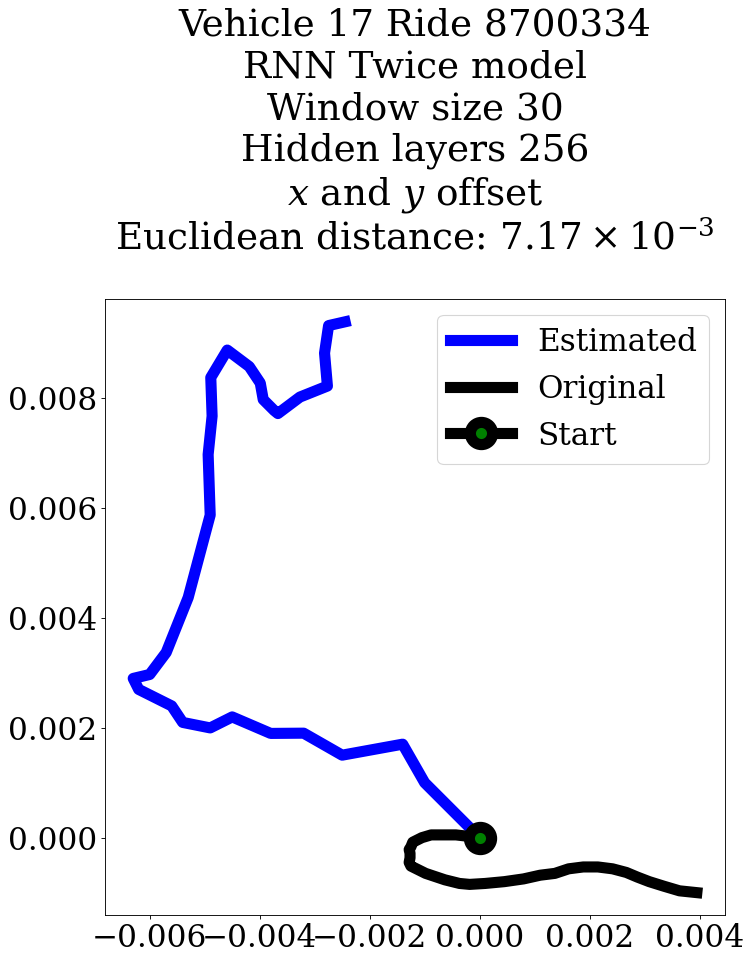 Vehicle 17 Ride 8700334
RNN Twice model
Window size 30
Hidden layers 256
x and y offset
Euclidean distance: 7.17 × 10⁻³
Estimated
Original
Start
0.008
0.006
0.004
0.002
0.000
−0.006 −0.004 −0.002 0.000 0.002 0.004